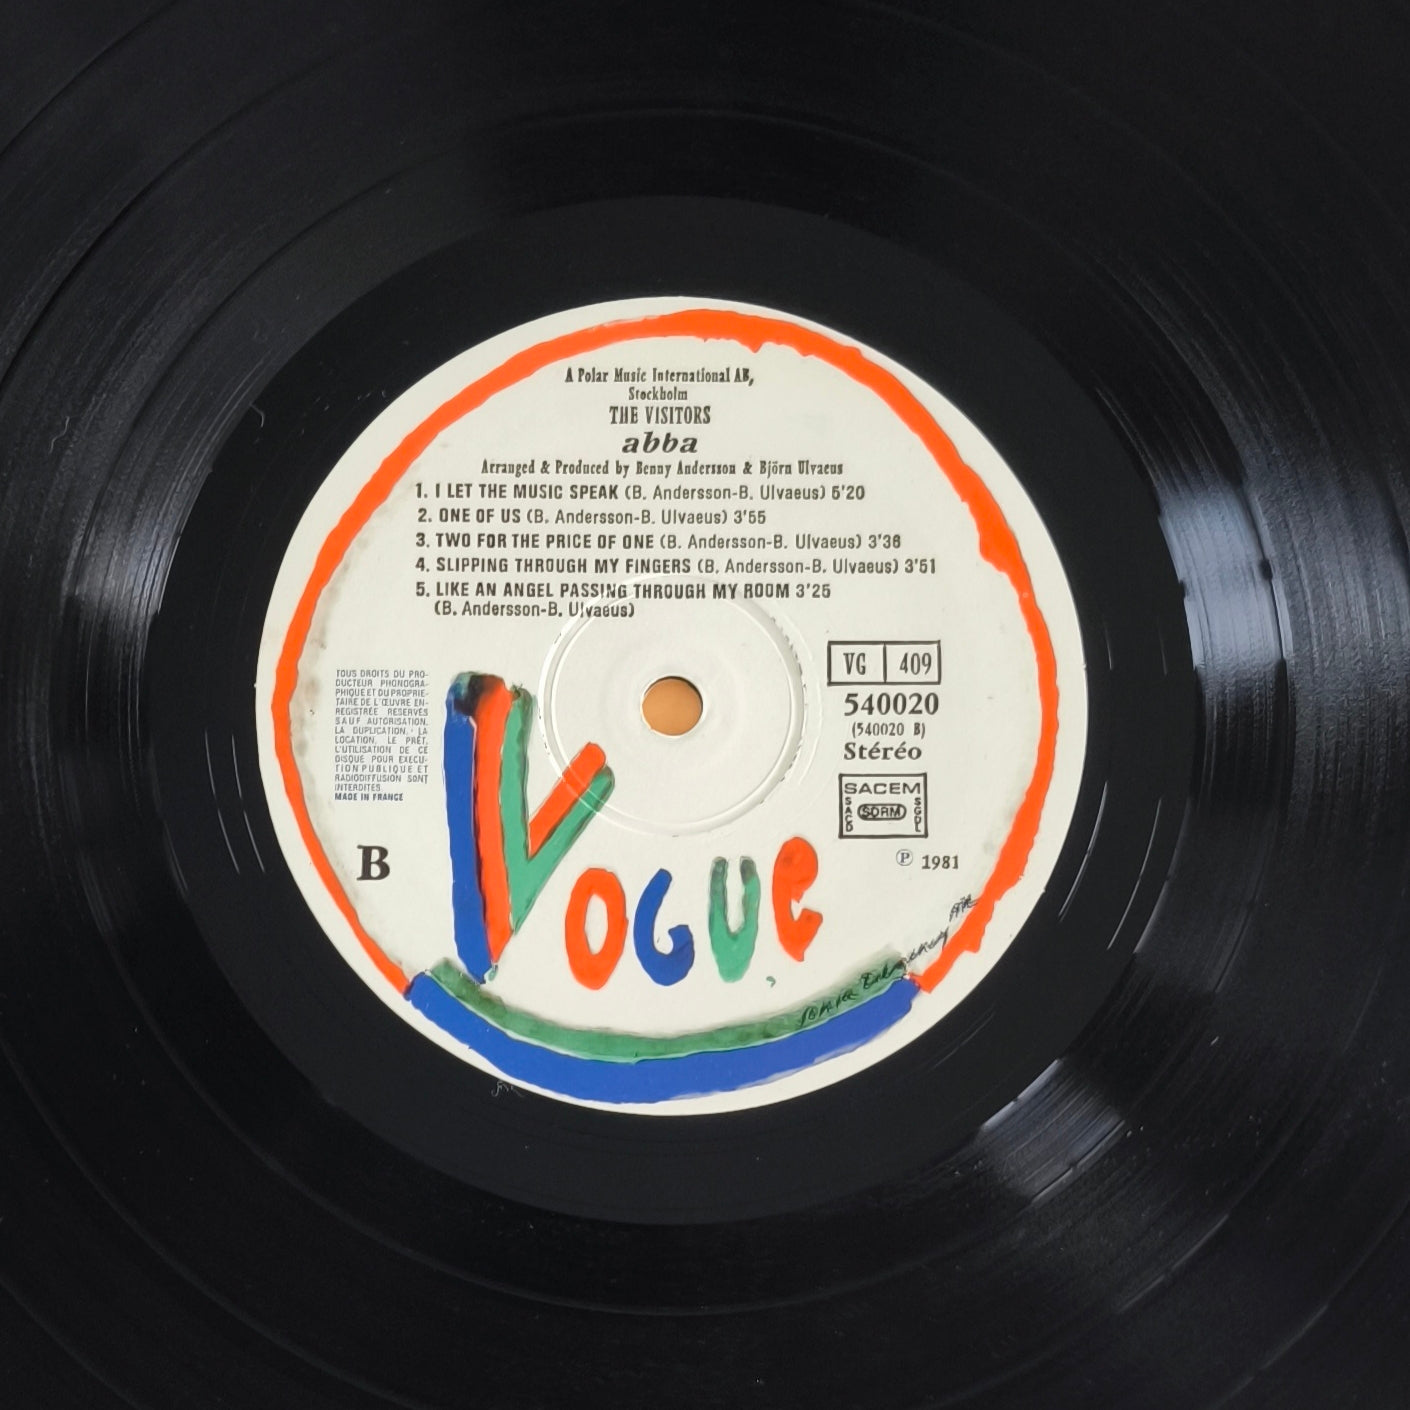 A Polar Music International AB,
Stockholm
THE VISITORS
abba
Arranged & Produced by Benny Andersson & Björn Ulvaeus
1. I LET THE MUSIC SPEAK (B. Andersson-B. Ulvaeus) 5'20
2. ONE OF US (B. Andersson-B. Ulvaeus) 3'55
3. TWO FOR THE PRICE OF ONE (B. Andersson-B. Ulvaeus) 3'36
4. SLIPPING THROUGH MY FINGERS (B. Andersson-B. Ulvaeus) 3'51
5. LIKE AN ANGEL PASSING THROUGH MY ROOM 3'25
(B. Andersson-B. Ulvaeus)
TOUS DROITS DU PRO-
DUCTEUR PHONOGRA-
PHIQUE ET DU PROPRIE-
TAIRE DE L'ŒUVRE EN-
REGISTRÉE RESERVÉS
SAUF AUTORISATION,
LA DUPLICATION, LA
LOCATION, LE PRÊT,
L'UTILISATION DE CE
DISQUE POUR EXECU-
TION PUBLIQUE ET
RADIODIFFUSION SONT
INTERDITES.
MADE IN FRANCE
B
VG 409
540020
(540020 B)
Stéréo
SACEM
SACD SDRM SGDL
Ⓟ 1981
VOGUE